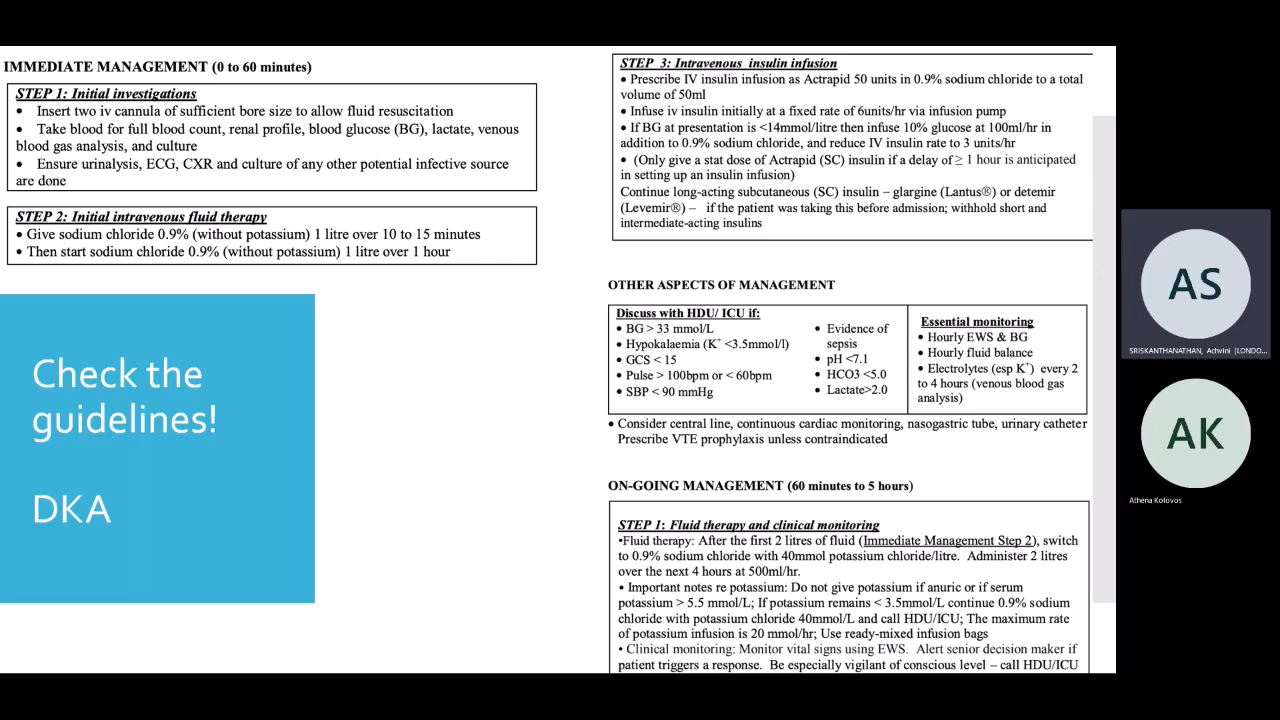 IMMEDIATE MANAGEMENT (0 to 60 minutes)
STEP 1: Initial investigations
• Insert two iv cannula of sufficient bore size to allow fluid resuscitation
• Take blood for full blood count, renal profile, blood glucose (BG), lactate, venous
blood gas analysis, and culture
• Ensure urinalysis, ECG, CXR and culture of any other potential infective source
are done
STEP 2: Initial intravenous fluid therapy
• Give sodium chloride 0.9% (without potassium) 1 litre over 10 to 15 minutes
• Then start sodium chloride 0.9% (without potassium) 1 litre over 1 hour
Check the
guidelines!
DKA
STEP 3: Intravenous insulin infusion
• Prescribe IV insulin infusion as Actrapid 50 units in 0.9% sodium chloride to a total
volume of 50ml
• Infuse iv insulin initially at a fixed rate of 6units/hr via infusion pump
• If BG at presentation is <14mmol/litre then infuse 10% glucose at 100ml/hr in
addition to 0.9% sodium chloride, and reduce IV insulin rate to 3 units/hr
• (Only give a stat dose of Actrapid (SC) insulin if a delay of ≥ 1 hour is anticipated
in setting up an insulin infusion)
Continue long-acting subcutaneous (SC) insulin – glargine (Lantus®) or detemir
(Levemir®) – if the patient was taking this before admission; withhold short and
intermediate-acting insulins
OTHER ASPECTS OF MANAGEMENT
Discuss with HDU/ ICU if:
• BG > 33 mmol/L
• Hypokalaemia (K+ <3.5mmol/l)
• GCS < 15
• Pulse > 100bpm or < 60bpm
• SBP < 90 mmHg
• Evidence of
sepsis
• pH <7.1
• HCO3 <5.0
• Lactate>2.0
Essential monitoring
• Hourly EWS & BG
• Hourly fluid balance
• Electrolytes (esp K+) every 2
to 4 hours (venous blood gas
analysis)
• Consider central line, continuous cardiac monitoring, nasogastric tube, urinary catheter
Prescribe VTE prophylaxis unless contraindicated
ON-GOING MANAGEMENT (60 minutes to 5 hours)
STEP 1: Fluid therapy and clinical monitoring
•Fluid therapy: After the first 2 litres of fluid (Immediate Management Step 2), switch
to 0.9% sodium chloride with 40mmol potassium chloride/litre. Administer 2 litres
over the next 4 hours at 500ml/hr.
• Important notes re potassium: Do not give potassium if anuric or if serum
potassium > 5.5 mmol/L; If potassium remains < 3.5mmol/L continue 0.9% sodium
chloride with potassium chloride 40mmol/L and call HDU/ICU; The maximum rate
of potassium infusion is 20 mmol/hr; Use ready-mixed infusion bags
• Clinical monitoring: Monitor vital signs using EWS. Alert senior decision maker if
patient triggers a response. Be especially vigilant of conscious level – call HDU/ICU
AS
SRISKANTHANATHAN, Achvini (LONDO...
AK
Athena Kolovos